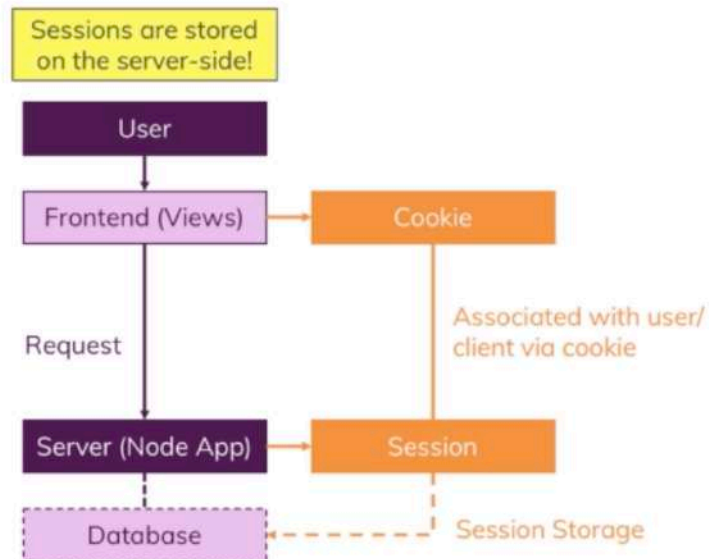 Sessions are stored
on the server-side!
User
Frontend (Views)
Cookie
Request
Associated with user/
client via cookie
Server (Node App)
Session
Database
Session Storage